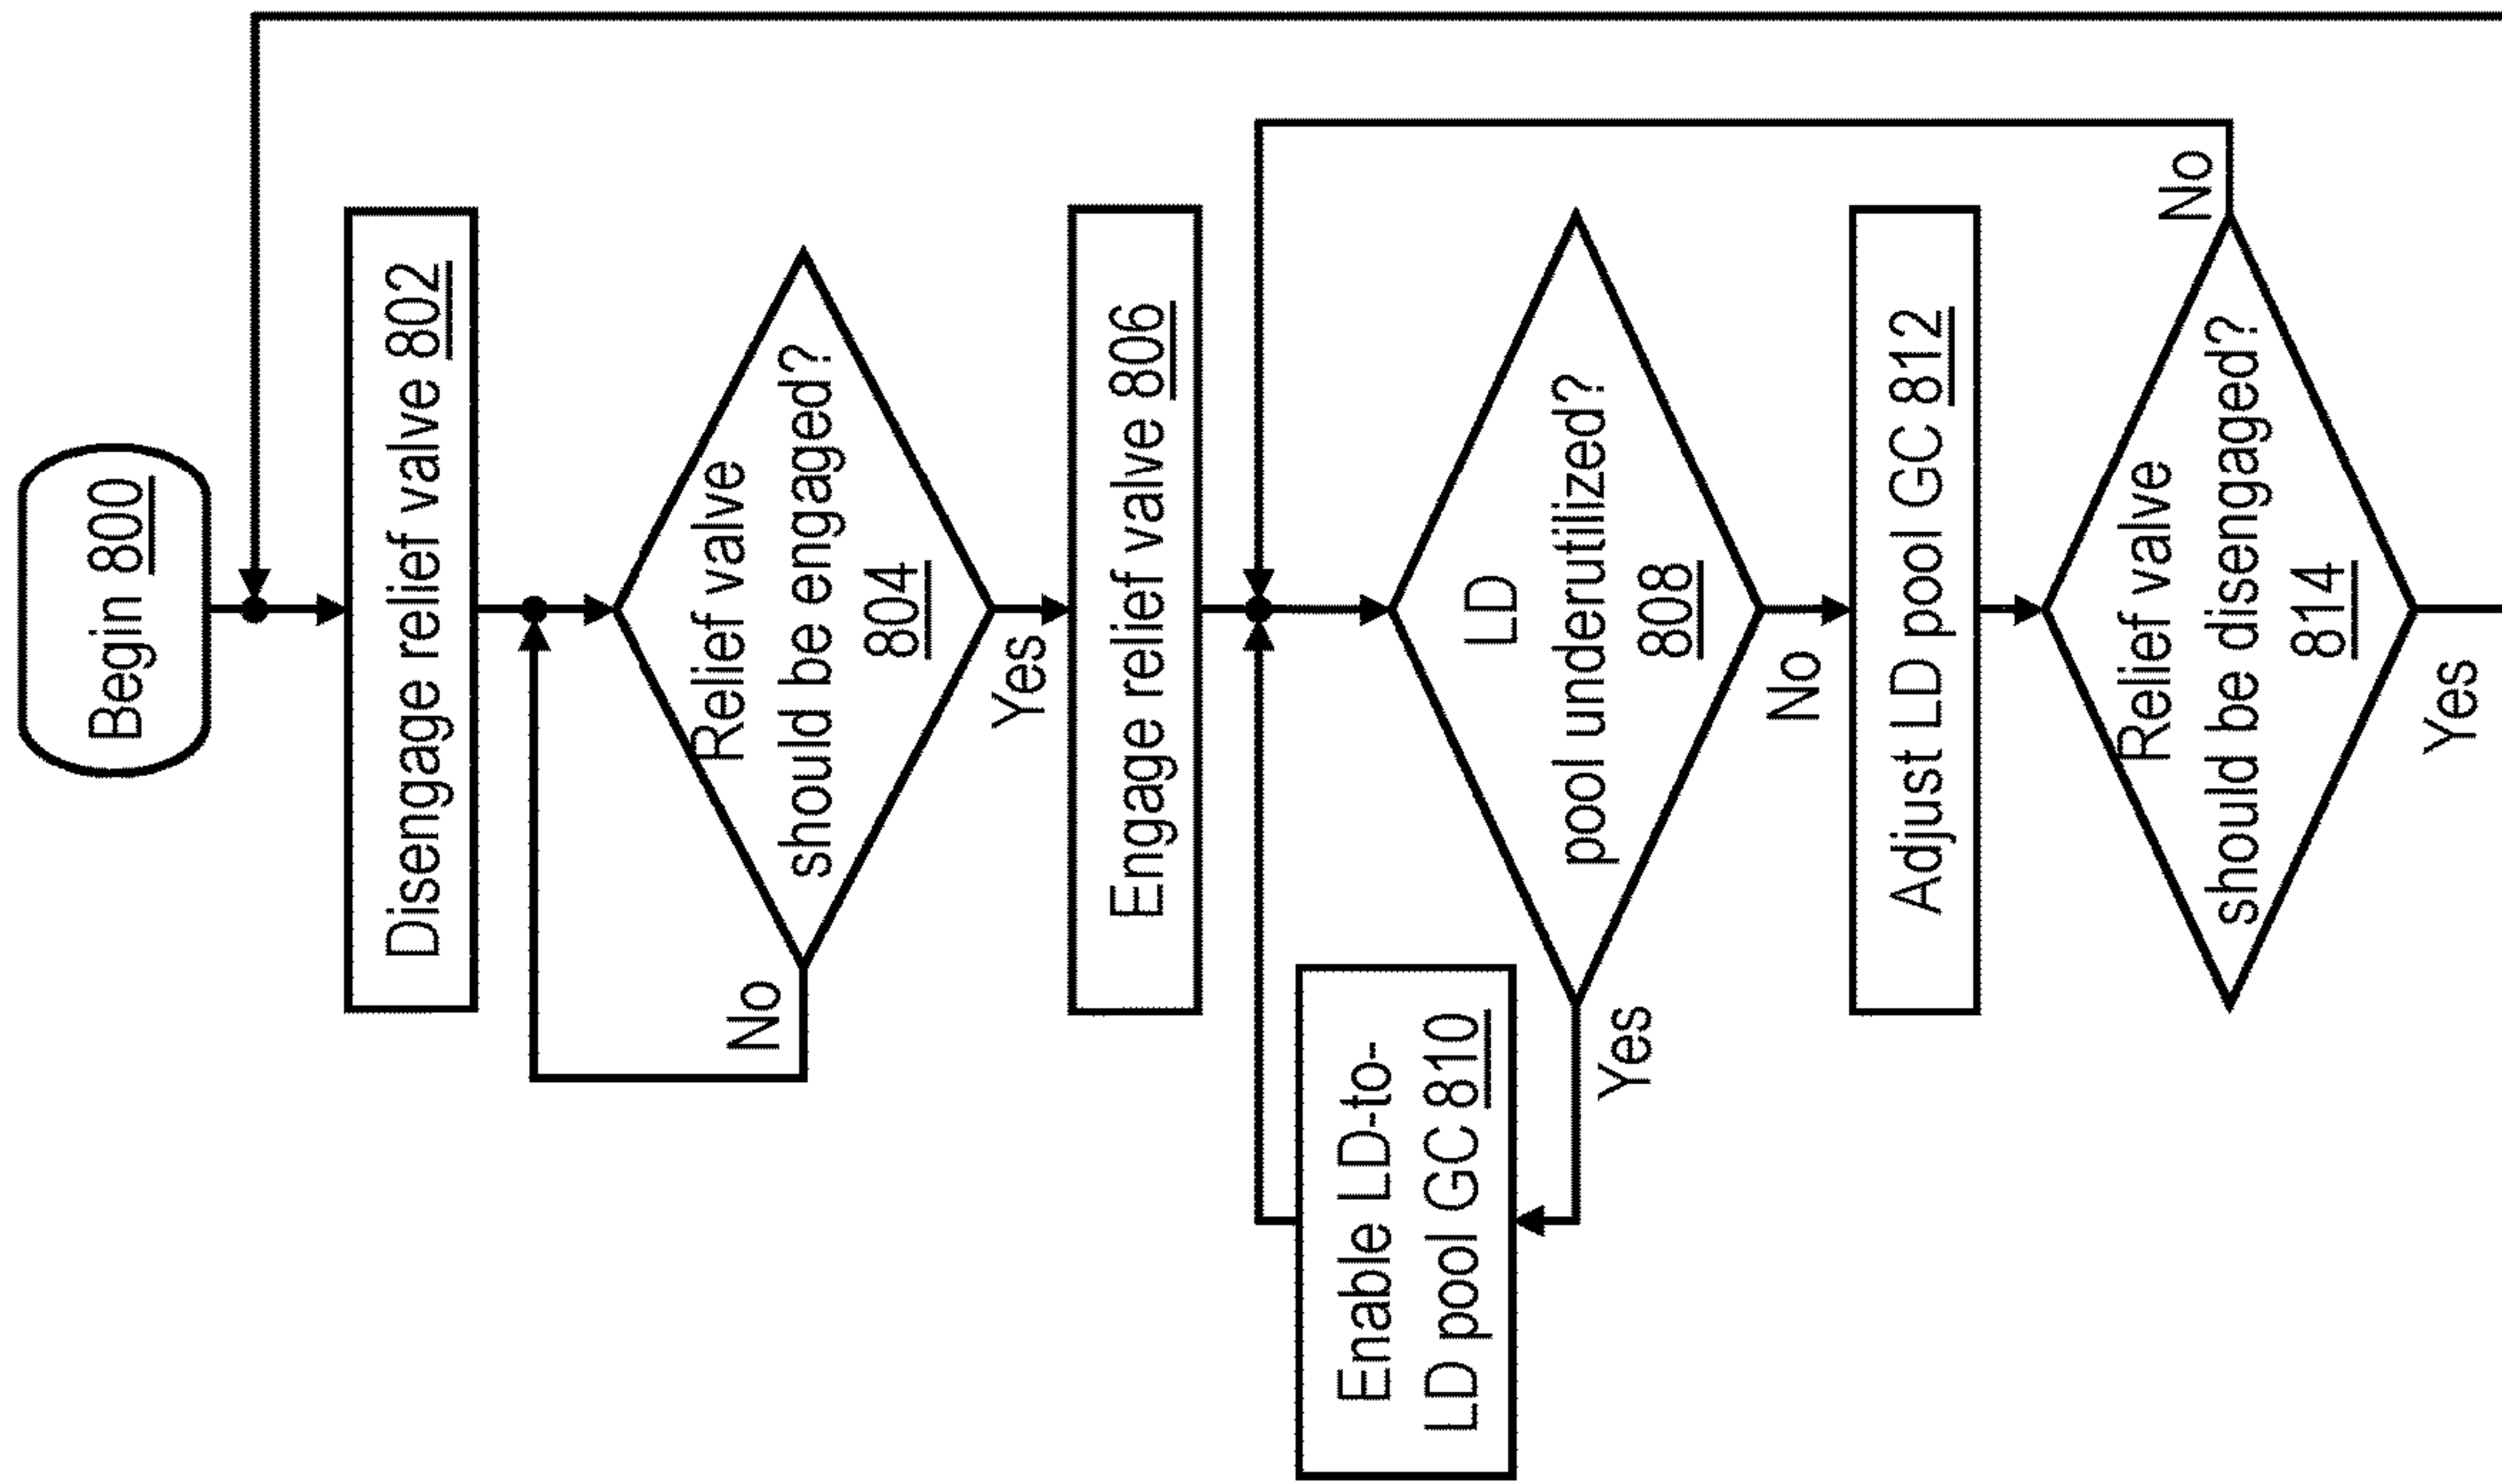 Begin 800
Disengage relief valve 802
Relief valve
should be engaged?
804
No
Yes
Engage relief valve 806
LD
pool underutilized?
808
Yes
Enable LD-to-
LD pool GC 810
No
Adjust LD pool GC 812
Relief valve
should be disengaged?
814
No
Yes